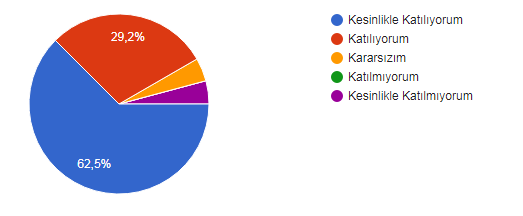 29,2%
62,5%
Kesinlikle Katılıyorum
Katılıyorum
Kararsızım
Katılmıyorum
Kesinlikle Katılmıyorum